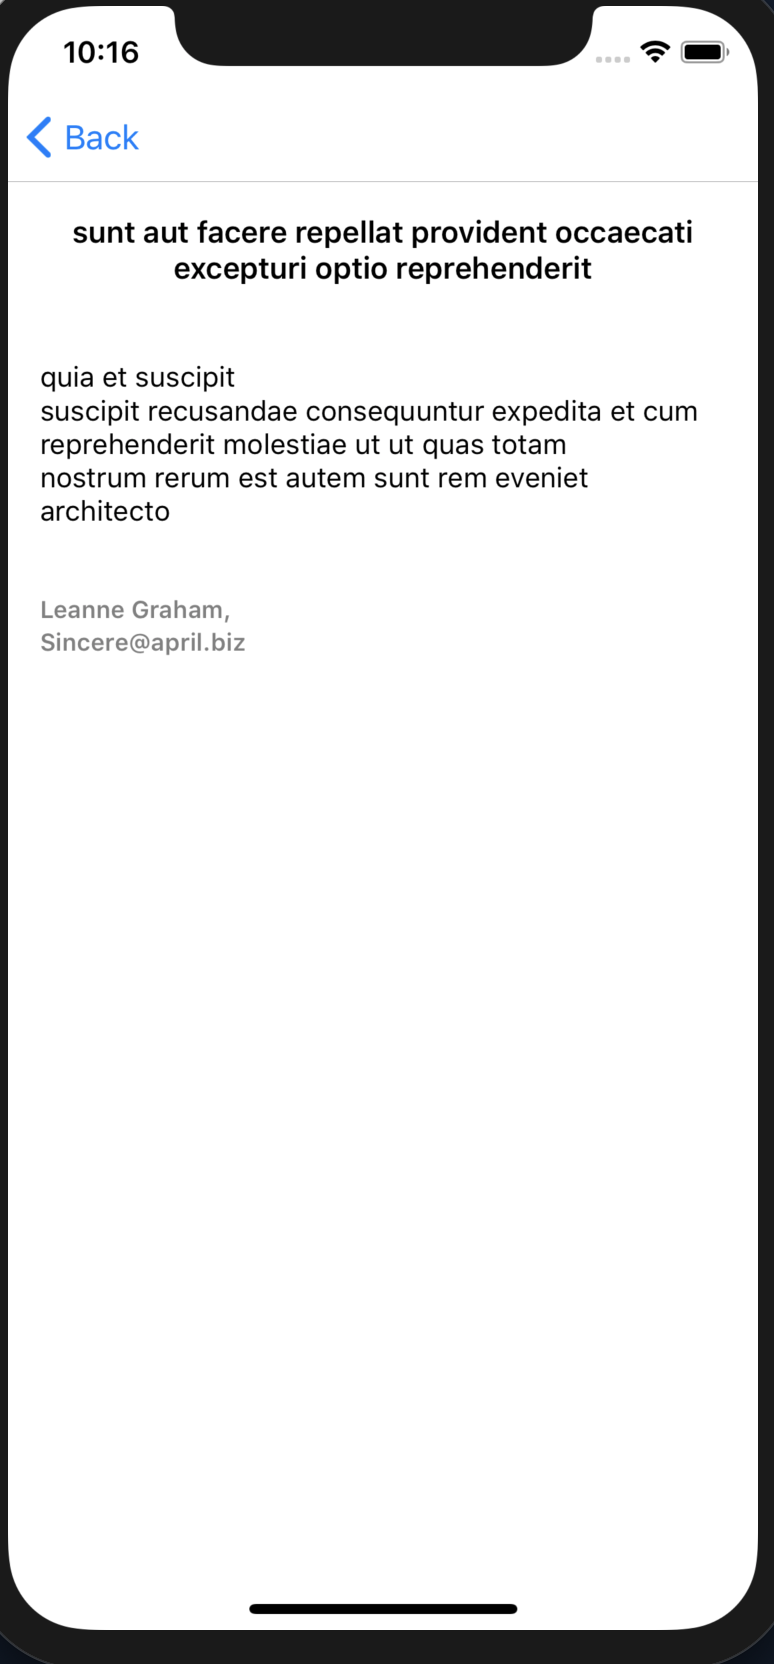 10:16
Back
sunt aut facere repellat provident occaecati
excepturi optio reprehenderit
quia et suscipit
suscipit recusandae consequuntur expedita et cum
reprehenderit molestiae ut ut quas totam
nostrum rerum est autem sunt rem eveniet
architecto
Leanne Graham,
Sincere@april.biz